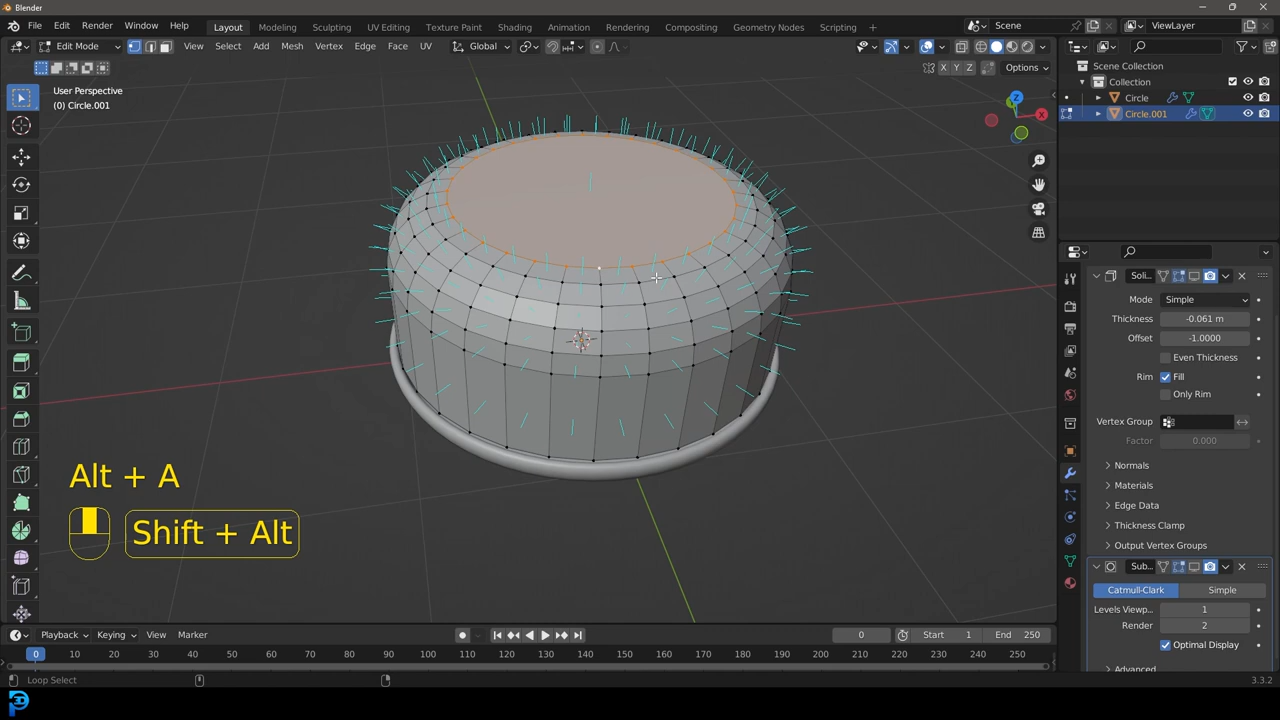 Blender
File Edit Render Window Help Layout Modeling Sculpting UV Editing Texture Paint Shading Animation Rendering Compositing Geometry Nodes Scripting + Scene ViewLayer
Edit Mode View Select Add Mesh Vertex Edge Face UV Global
X Y Z Options
User Perspective
(0) Circle.001
Z
X
Scene Collection
Collection
Circle
Circle.001
Soli...
Mode Simple
Thickness -0.061 m
Offset -1.0000
Even Thickness
Rim Fill
Only Rim
Vertex Group
Factor 0.000
Normals
Materials
Edge Data
Thickness Clamp
Output Vertex Groups
Sub...
Catmull-Clark Simple
Levels Viewp... 1
Render 2
Optimal Display
Advanced
Alt + A
Shift + Alt
Playback Keying View Marker 0 Start 1 End 250
0 10 20 30 40 50 60 70 80 90 100 110 120 130 140 150 160 170 180 190 200 210 220 230 240 250
Loop Select 3.3.2